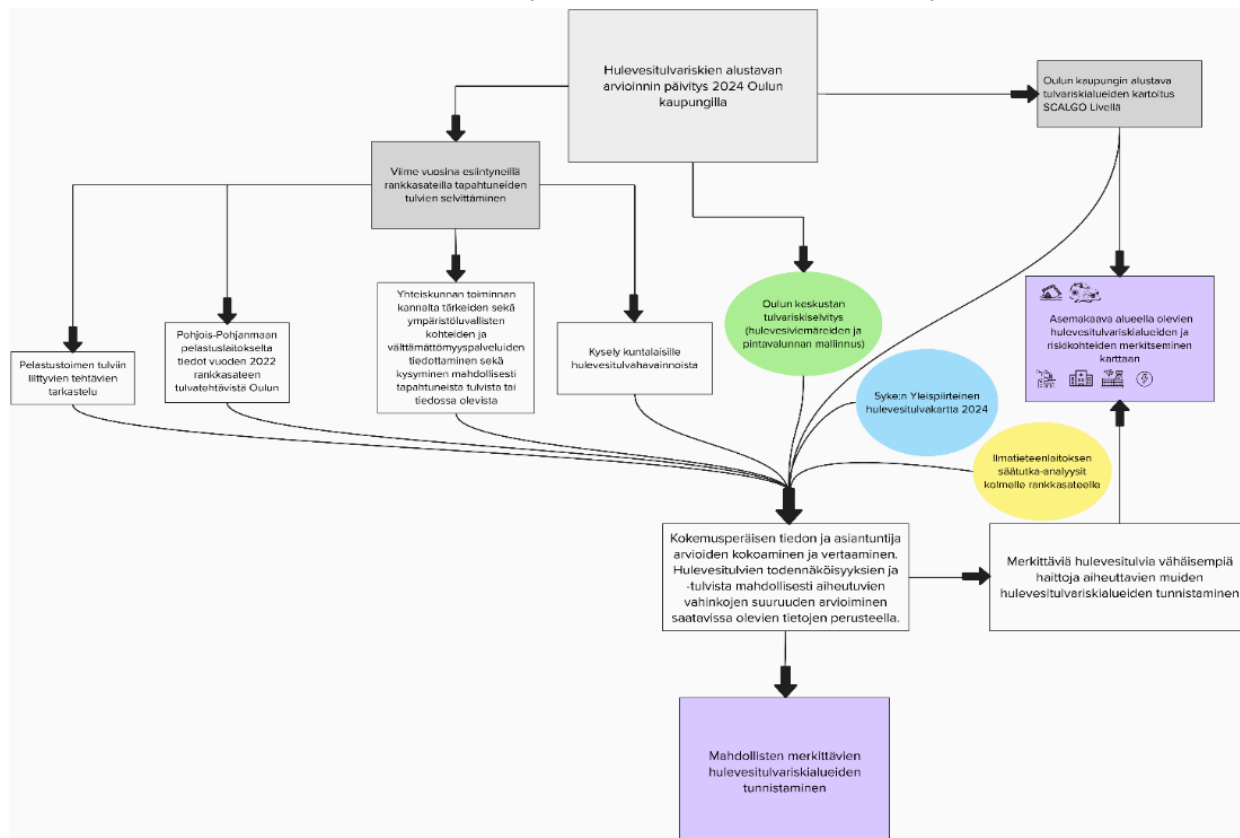 Hulevesitulvariskien alustavan
arvioinnin päivitys 2024 Oulun
kaupungilla
Oulun kaupungin alustava
tulvariskialueiden kartoitus
SCALGO Livellä
Viime vuosina esiintyneillä
rankkasateilla tapahtuneiden
tulvien selvittäminen
Pelastustoimen tulviin
liittyvien tehtävien
tarkastelu
Pohjois-Pohjanmaan
pelastuslaitokselta
tiedot vuoden 2022
rankkasateen
tulvatehtävistä Oulun
Yhteiskunnan toiminnan
kannalta tärkeiden sekä
ympäristöluvallisten
kohteiden ja
välttämättömyyspalveluiden
tiedottaminen sekä
kysyminen mahdollisesti
tapahtuneista tulvista tai
tiedossa olevista
Kysely kuntalaisille
hulevesitulvahavainnoista
Oulun keskustan
tulvariskiselvitys
(hulevesiviemäreiden ja
pintavalunnan mallinnus)
Syke:n Yleispiirteinen
hulevesitulvakartta 2024
Ilmatieteenlaitoksen
säätutka-analyysit
kolmelle rankkasateelle
Asemakaava alueella olevien
hulevesitulvariskialueiden ja
riskikohteiden merkitseminen
karttaan
Kokemusperäisen tiedon ja asiantuntija
arvioiden kokoaminen ja vertaaminen.
Hulevesitulvien todennäköisyyksien ja
-tulvista mahdollisesti aiheutuvien
vahinkojen suuruuden arvioiminen
saatavissa olevien tietojen perusteella.
Merkittäviä hulevesitulvia vähäisempiä
haittoja aiheuttavien muiden
hulevesitulvariskialueiden tunnistaminen
Mahdollisten merkittävien
hulevesitulvariskialueiden
tunnistaminen